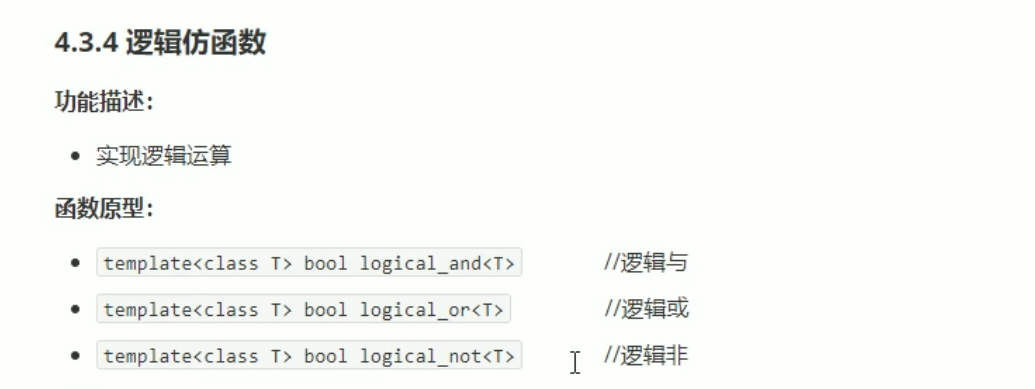 4.3.4 逻辑仿函数
功能描述：
实现逻辑运算
函数原型：
template<class T> bool logical_and<T> //逻辑与
template<class T> bool logical_or<T> //逻辑或
template<class T> bool logical_not<T> //逻辑非